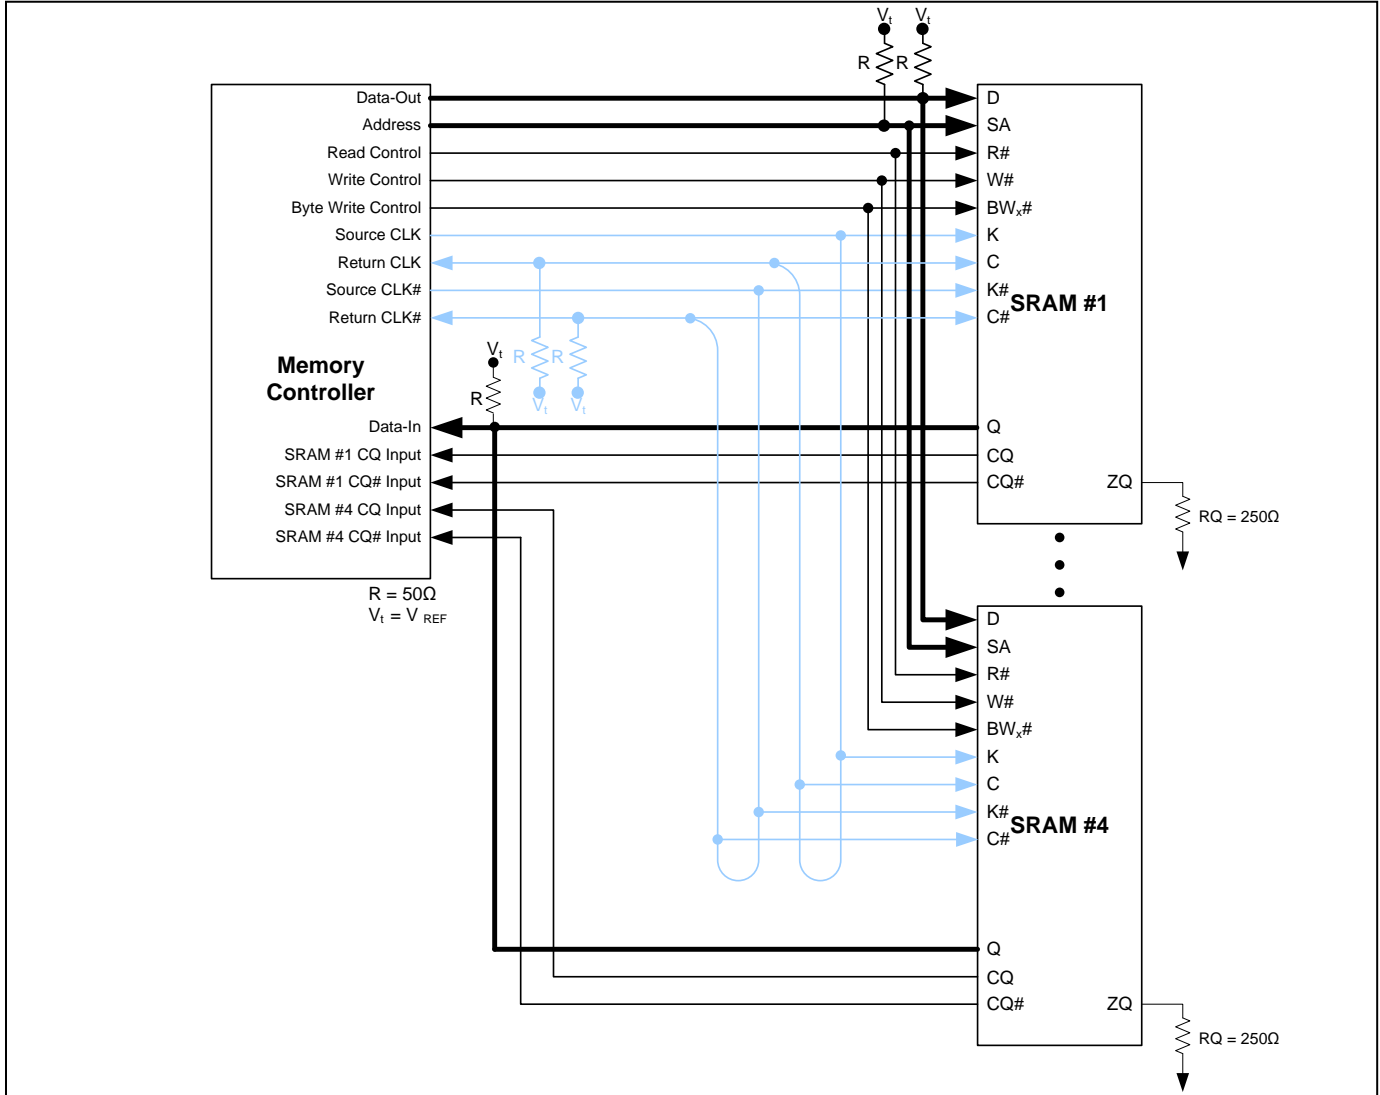 Vt Vt
R R
Data-Out
Address
Read Control
Write Control
Byte Write Control
Source CLK
Return CLK
Source CLK#
Return CLK#
Memory
Controller
Data-In
SRAM #1 CQ Input
SRAM #1 CQ# Input
SRAM #4 CQ Input
SRAM #4 CQ# Input
R = 50Ω
Vt = V REF
Vt
R
R R
Vt Vt
D
SA
R#
W#
BWx#
K
C
K#
SRAM #1
C#
Q
CQ
CQ# ZQ
RQ = 250Ω
D
SA
R#
W#
BWx#
K
C
K#
SRAM #4
C#
Q
CQ
CQ# ZQ
RQ = 250Ω